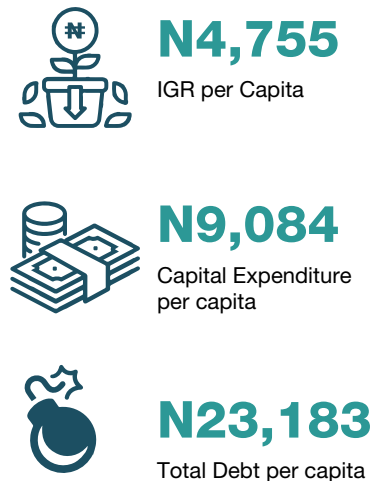 ₦
N4,755
IGR per Capita
N9,084
Capital Expenditure
per capita
N23,183
Total Debt per capita